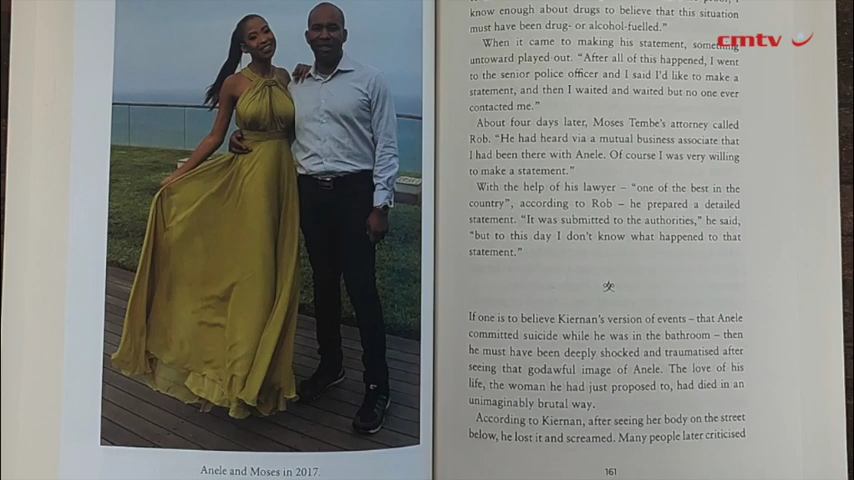 know enough about drugs to believe that this situation
must have been drug- or alcohol-fuelled."
cmtv
When it came to making his statement, something
untoward played out. "After all of this happened, I went
to the senior police officer and I said I'd like to make a
statement, and then I waited and waited but no one ever
contacted me."
About four days later, Moses Tembe's attorney called
Rob. "He had heard via a mutual business associate that
I had been there with Anele. Of course I was very willing
to make a statement."
With the help of his lawyer – "one of the best in the
country", according to Rob – he prepared a detailed
statement. "It was submitted to the authorities," he said,
"but to this day I don't know what happened to that
statement."
If one is to believe Kiernan's version of events – that Anele
committed suicide while he was in the bathroom – then
he must have been deeply shocked and traumatised after
seeing that godawful image of Anele. The love of his
life, the woman he had just proposed to, had died in an
unimaginably brutal way.
According to Kiernan, after seeing her body on the street
below, he lost it and screamed. Many people later criticised
161
Anele and Moses in 2017.